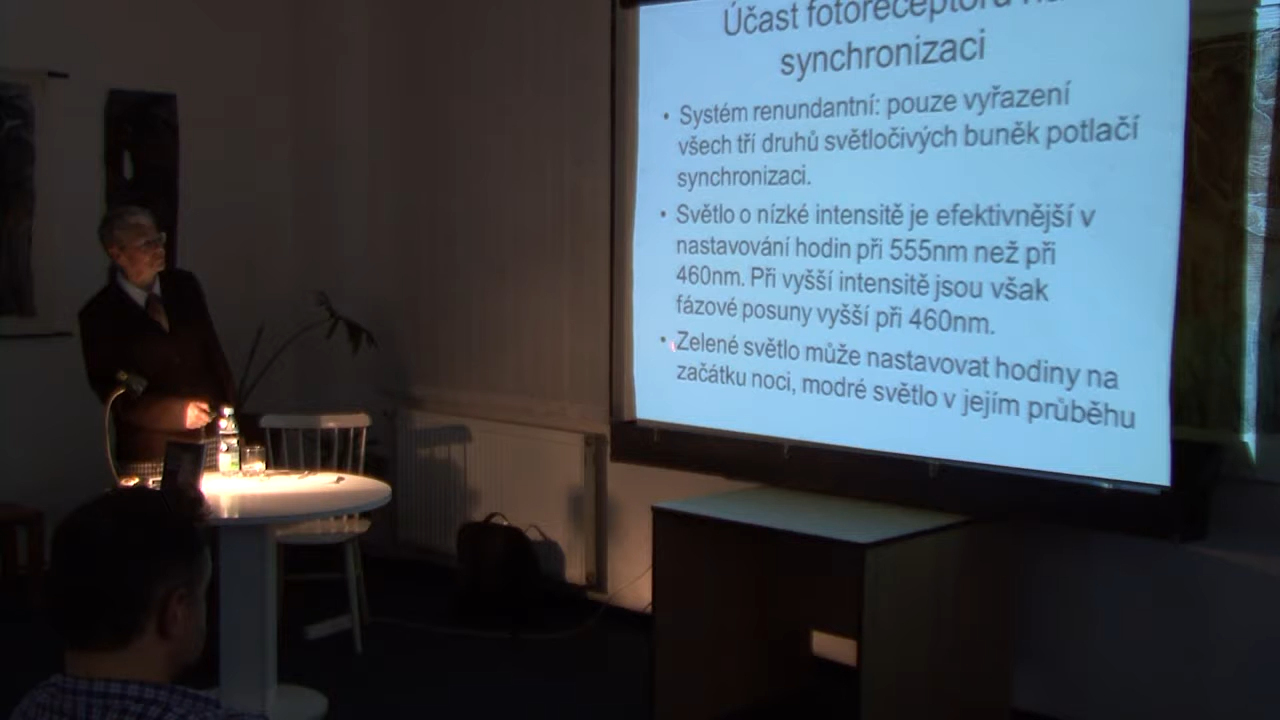 Účast fotoreceptorů
synchronizaci
• Systém renundantní: pouze vyřazení
všech tří druhů světločivých buněk potlačí
synchronizaci.
• Světlo o nízké intensitě je efektivnější v
nastavování hodin při 555nm než při
460nm. Při vyšší intensitě jsou však
fázové posuny vyšší při 460nm.
• Zelené světlo může nastavovat hodiny na
začátku noci, modré světlo v jejím průběhu